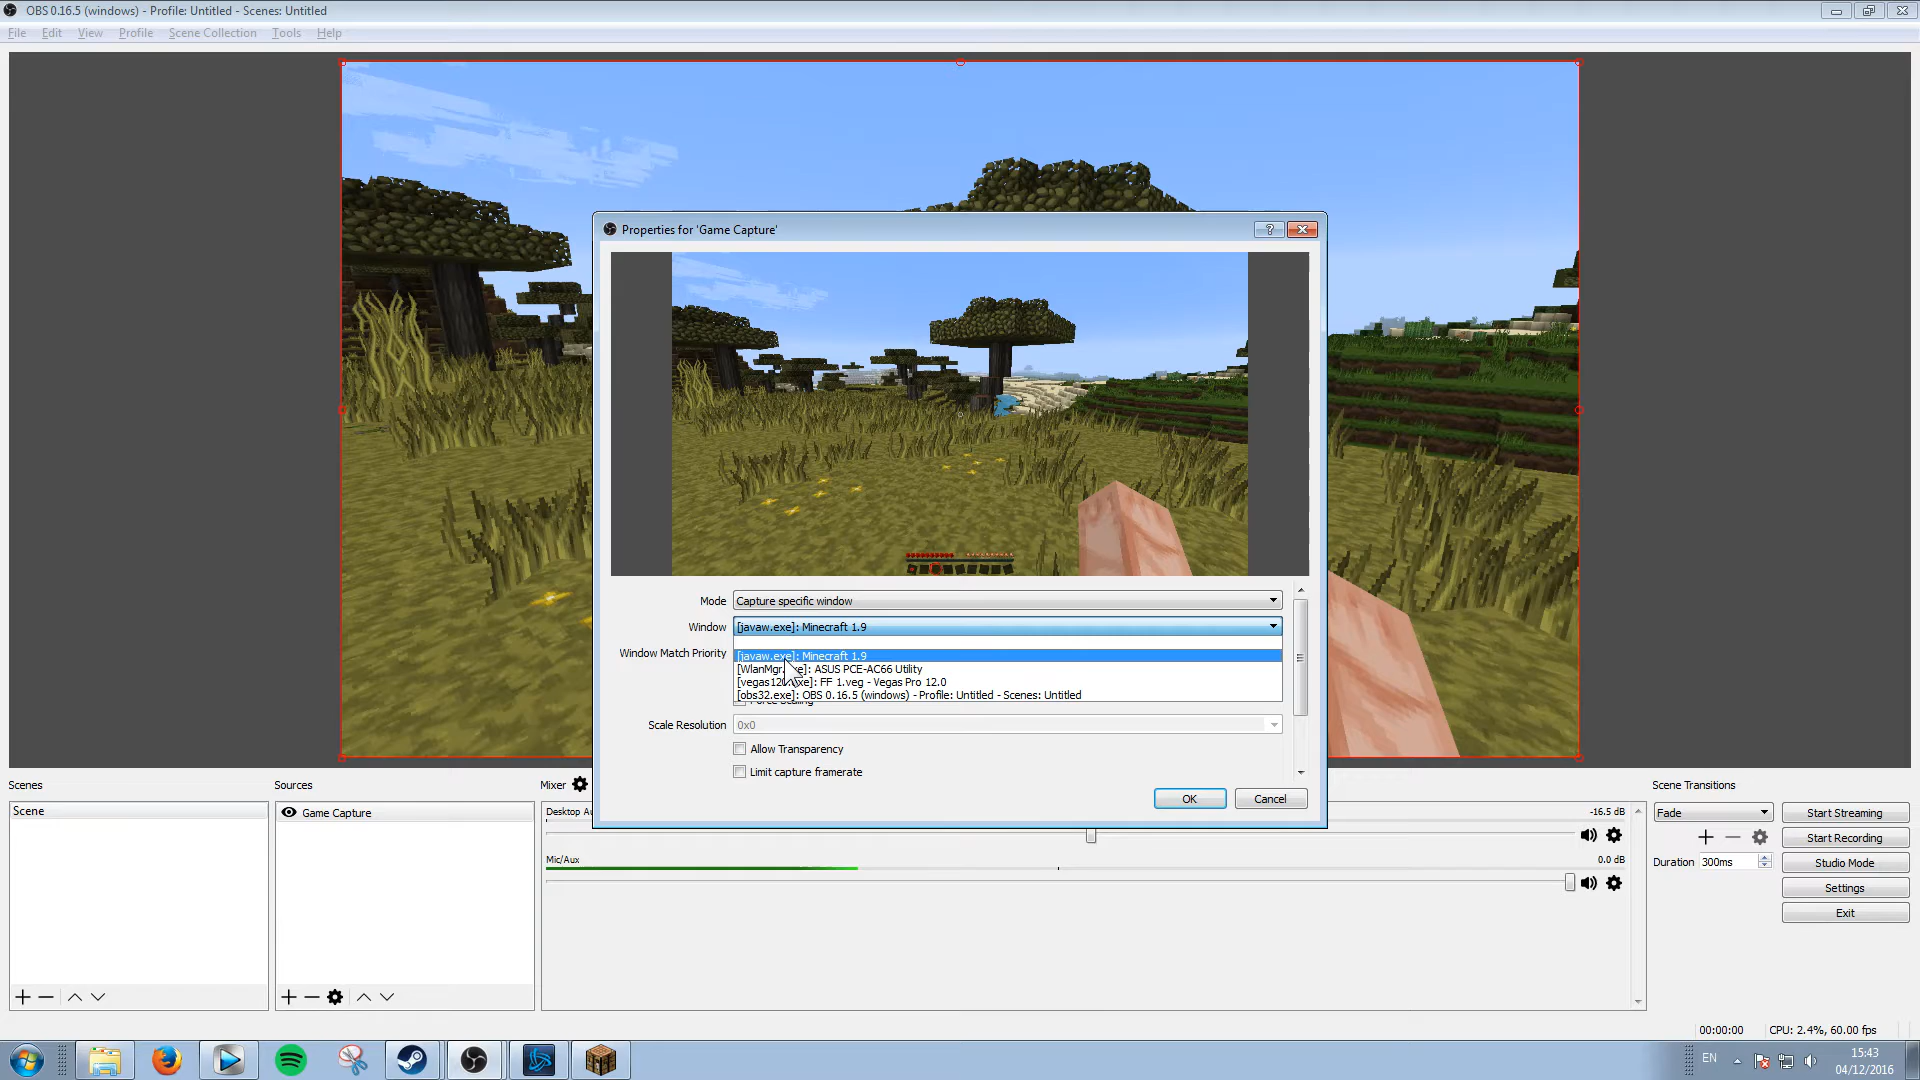 OBS 0.16.5 (windows) - Profile: Untitled - Scenes: Untitled
File Edit View Profile Scene Collection Tools Help
Properties for 'Game Capture'
?
Mode Capture specific window
Window [javaw.exe]: Minecraft 1.9
Window Match Priority
[javaw.exe]: Minecraft 1.9
: ASUS PCE-AC66 Utility
: FF 1.veg - Vegas Pro 12.0
[obs32.exe]: OBS 0.16.5 (windows) - Profile: Untitled - Scenes: Untitled
Scale Resolution 0x0
Allow Transparency
Limit capture framerate
OK Cancel
Scenes
Scene
Sources
Game Capture
Mixer
Desktop -16.5 dB
Mic/Aux 0.0 dB
Scene Transitions
Fade
Duration 300ms
Start Streaming
Start Recording
Studio Mode
Settings
Exit
00:00:00 CPU: 2.4%, 60.00 fps
EN
15:43
04/12/2016